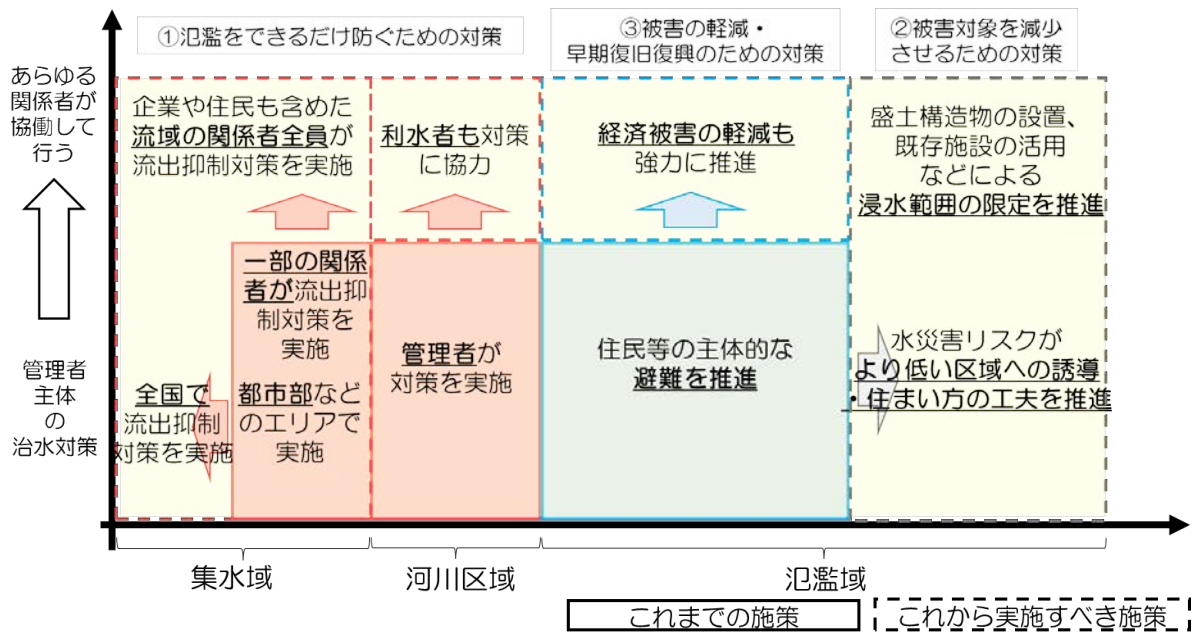 ①氾濫をできるだけ防ぐための対策
③被害の軽減・
早期復旧復興のための対策
②被害対象を減少
させるための対策
あらゆる
関係者が
協働して
行う
管理者
主体
の
治水対策
企業や住民も含めた
流域の関係者全員が
流出抑制対策を実施
利水者も対策
に協力
経済被害の軽減も
強力に推進
盛土構造物の設置、
既存施設の活用
などによる
浸水範囲の限定を推進
一部の関係
者が流出抑
制対策を
実施
全国で
流出抑制
対策を実施
都市部など
のエリアで
実施
管理者が
対策を実施
住民等の主体的な
避難を推進
水災害リスクが
より低い区域への誘導
・住まい方の工夫を推進
集水域
河川区域
氾濫域
これまでの施策
これから実施すべき施策